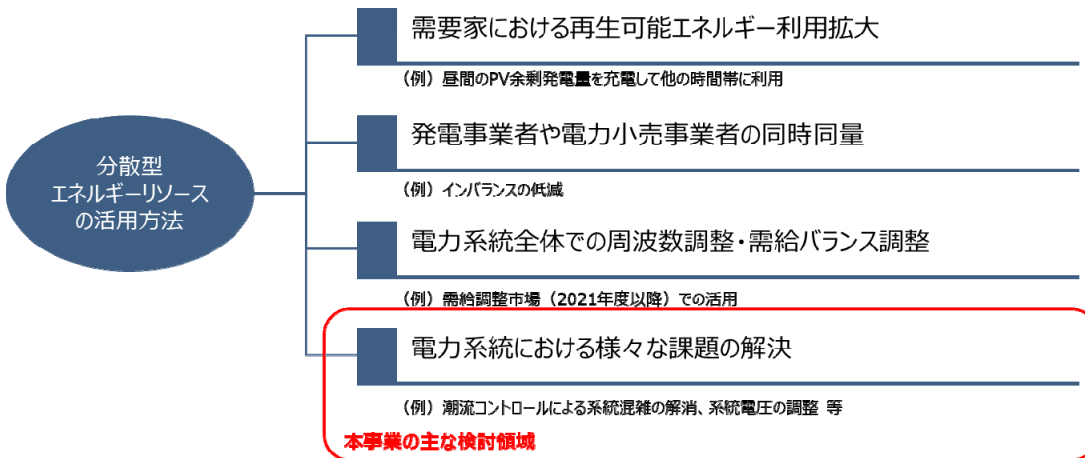 需要家における再生可能エネルギー利用拡大
（例）昼間のPV余剰発電量を充電して他の時間帯に利用
発電事業者や電力小売事業者の同時同量
（例）インバランスの低減
分散型
エネルギーリソース
の活用方法
電力系統全体での周波数調整・需給バランス調整
（例）需給調整市場（2021年度以降）での活用
電力系統における様々な課題の解決
（例）潮流コントロールによる系統混雑の解消、系統電圧の調整 等
本事業の主な検討領域